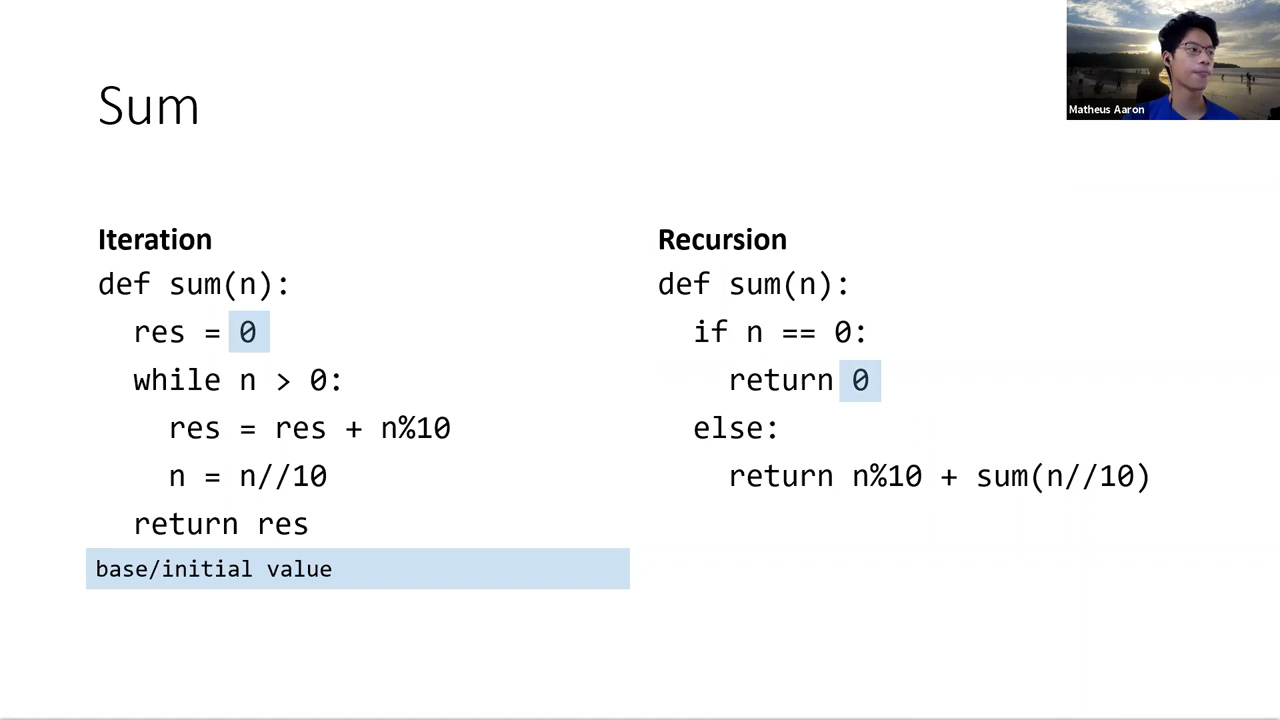 Sum
Matheus Aaron
Iteration
def sum(n):
  res = 0
  while n > 0:
    res = res + n%10
    n = n//10
  return res
base/initial value
Recursion
def sum(n):
  if n == 0:
    return 0
  else:
    return n%10 + sum(n//10)